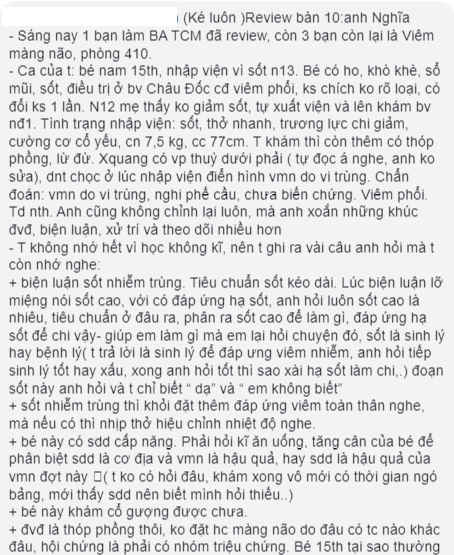 (Ké luôn )Review bàn 10:anh Nghĩa
- Sáng nay 1 bạn làm BA TCM đã review, còn 3 bạn còn lại là Viêm
màng não, phòng 410.
- Ca của t: bé nam 15th, nhập viện vì sốt n13. Bé có ho, khò khè, sổ
mũi, sốt, điều trị ở bv Châu Đốc cđ viêm phổi, ks chích ko rõ loại, có
đổi ks 1 lần. N12 mẹ thấy ko giảm sốt, tự xuất viện và lên khám bv
nđ1. Tình trạng nhập viện: sốt, thở nhanh, trương lực chi giảm,
cường cơ cổ yếu, cn 7,5 kg, cc 77cm. T khám thì còn thêm có thóp
phồng, lừ đừ. Xquang có vp thuỳ dưới phải ( tự đọc á nghe, anh ko
sửa), dnt chọc ở lúc nhập viện điển hình vmn do vi trùng. Chẩn
đoán: vmn do vi trùng, nghi phế cầu, chưa biến chứng. Viêm phổi.
Td nth. Anh cũng không chỉnh lại luôn, mà anh xoắn những khúc
đvđ, biện luận, xử trí và theo dõi nhiều hơn
- T không nhớ hết vì học không kĩ, nên t ghi ra vài câu anh hỏi mà t
còn nhớ nghe:
+ biện luận sốt nhiễm trùng. Tiêu chuẩn sốt kéo dài. Lúc biện luận lỡ
miệng nói sốt cao, với có đáp ứng hạ sốt, anh hỏi luôn sốt cao là
nhiêu, tiêu chuẩn ở đâu ra, phân ra sốt cao để làm gì, đáp ứng hạ
sốt để chi vậy- giúp em làm gì mà em lại hỏi chuyện đó, sốt là sinh lý
hay bệnh lý( t trả lời là sinh lý để đáp ưng viêm nhiễm, anh hỏi tiếp
sinh lý tốt hay xấu, xong anh hỏi tốt thì sao xài hạ sốt làm chi,.) đoạn
sốt này anh hỏi và t chỉ biết “ dạ” và “ em không biết”
+ sốt nhiễm trùng thì khỏi đặt thêm đáp ứng viêm toàn thân nghe,
mà nếu có thì nhịp thở hiệu chỉnh nhiệt độ nghe.
+ bé này có sdd cấp nặng. Phải hỏi kĩ ăn uống, tăng cân của bé để
phân biệt sdd là cơ địa và vmn là hậu quả, hay sdd là hậu quả của
vmn đợt này ( t ko có hỏi đâu, khám xong vô mới có thời gian ngó
bảng, mới thấy sdd nên biết mình hỏi thiếu..)
+ bé này khám cổ gượng được chưa.
+ đvđ là thóp phồng thôi, ko đặt hc màng não do đâu có tc nào khác
đâu, hội chứng là phải có nhóm triệu chứng. Bé 15th tại sao thường